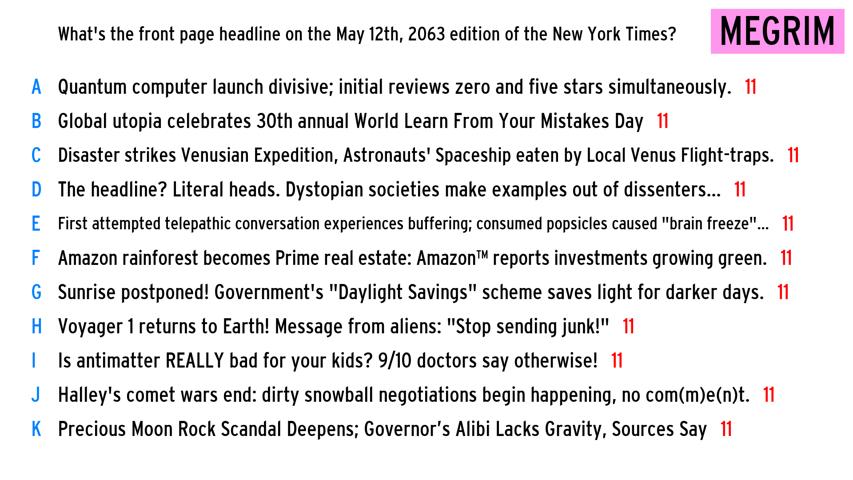 What's the front page headline on the May 12th, 2063 edition of the New York Times?
MEGRIM
A Quantum computer launch divisive; initial reviews zero and five stars simultaneously. 11
B Global utopia celebrates 30th annual World Learn From Your Mistakes Day 11
C Disaster strikes Venusian Expedition, Astronauts' Spaceship eaten by Local Venus Flight-traps. 11
D The headline? Literal heads. Dystopian societies make examples out of dissenters... 11
E First attempted telepathic conversation experiences buffering; consumed popsicles caused "brain freeze"... 11
F Amazon rainforest becomes Prime real estate: Amazon™ reports investments growing green. 11
G Sunrise postponed! Government's "Daylight Savings" scheme saves light for darker days. 11
H Voyager 1 returns to Earth! Message from aliens: "Stop sending junk!" 11
I Is antimatter REALLY bad for your kids? 9/10 doctors say otherwise! 11
J Halley's comet wars end: dirty snowball negotiations begin happening, no com(m)e(n)t. 11
K Precious Moon Rock Scandal Deepens; Governor’s Alibi Lacks Gravity, Sources Say 11